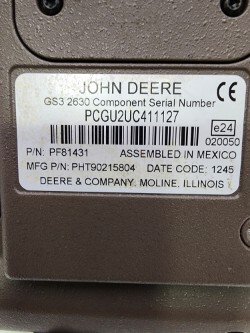 JOHN DEERE
GS3 2630 Component Serial Number
PCGU2UC411127
CE
e24
020050
P/N: PF81431 ASSEMBLED IN MEXICO
MFG P/N: PHT90215804 DATE CODE: 1245
DEERE & COMPANY, MOLINE, ILLINOIS